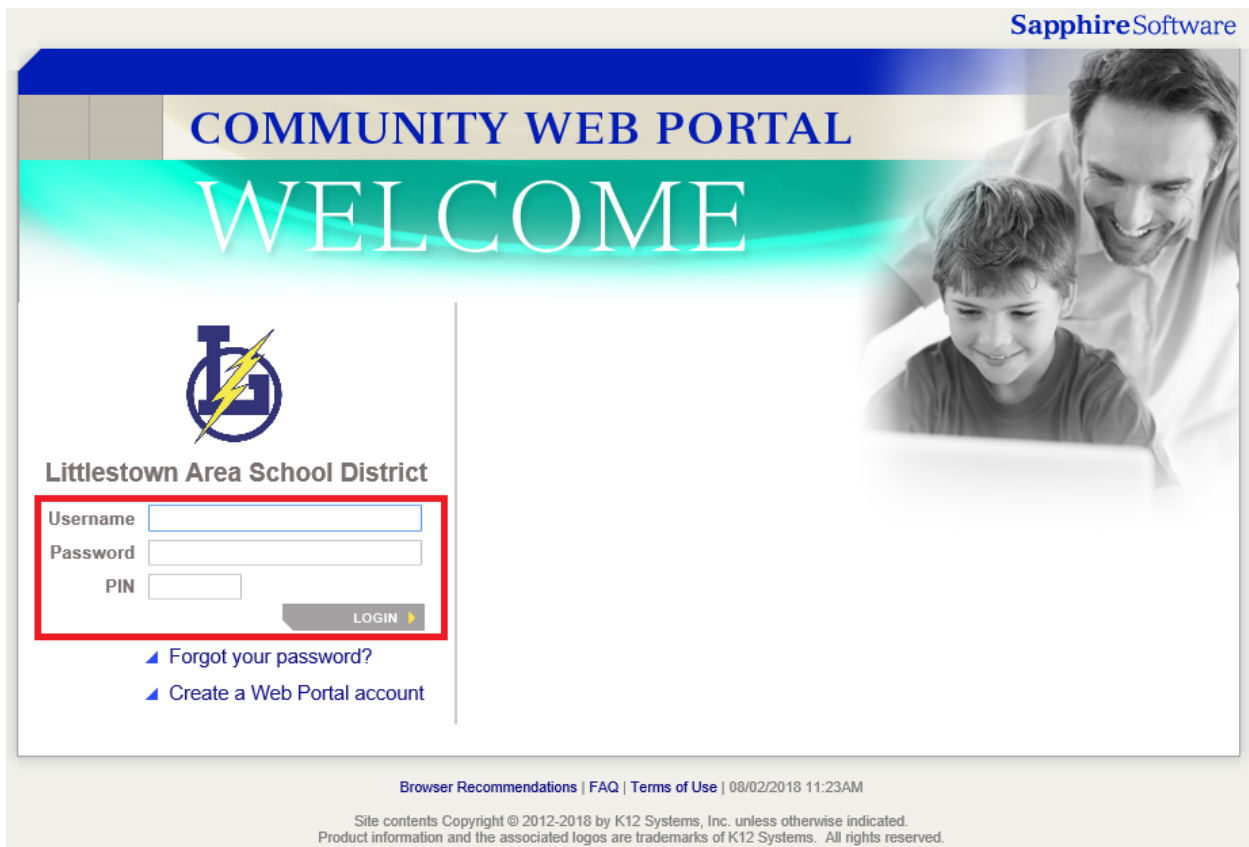 SapphireSoftware
COMMUNITY WEB PORTAL
WELCOME
L
Littlestown Area School District
Username
Password
PIN
LOGIN
Forgot your password?
Create a Web Portal account
Browser Recommendations | FAQ | Terms of Use | 08/02/2018 11:23AM
Site contents Copyright © 2012-2018 by K12 Systems, Inc. unless otherwise indicated.
Product information and the associated logos are trademarks of K12 Systems. All rights reserved.